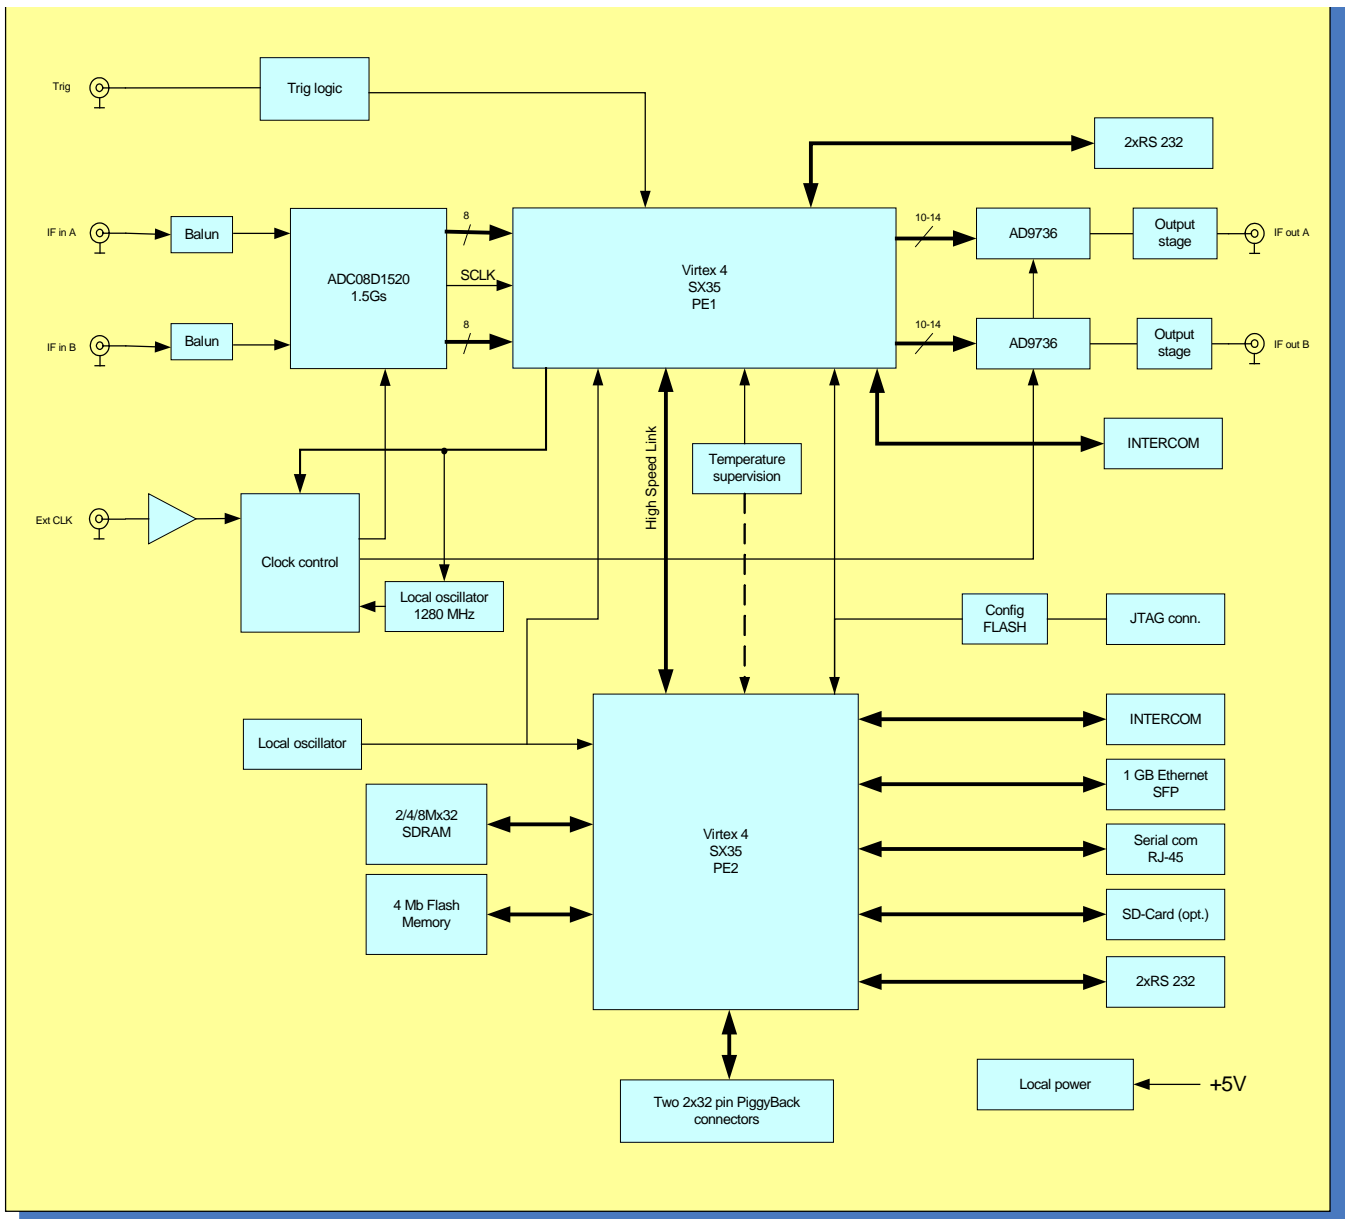 Trig
Trig logic
2xRS 232
IF in A
Balun
ADC08D1520
1.5Gs
8
SCLK
8
Virtex 4
SX35
PE1
10-14
AD9736
Output
stage
IF out A
IF in B
Balun
10-14
AD9736
Output
stage
IF out B
High Speed Link
Temperature
supervision
INTERCOM
Ext CLK
Clock control
Local oscillator
1280 MHz
Config
FLASH
JTAG conn.
Local oscillator
2/4/8Mx32
SDRAM
4 Mb Flash
Memory
Virtex 4
SX35
PE2
INTERCOM
1 GB Ethernet
SFP
Serial com
RJ-45
SD-Card (opt.)
2xRS 232
Two 2x32 pin PiggyBack
connectors
Local power
+5V